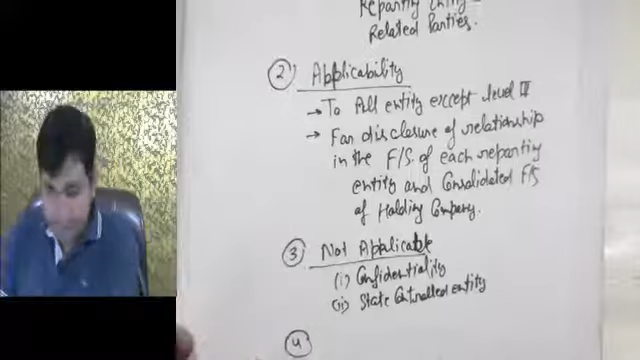 Reporting Entity -
Related Parties.
② Applicability
→ To All entity except level III
→ For disclosure of relationship
in the F/S. of each reporting
entity and Consolidated F/S
of Holding Company.
③ Not Applicable
(i) Confidentiality
(ii) State Controlled entity
④